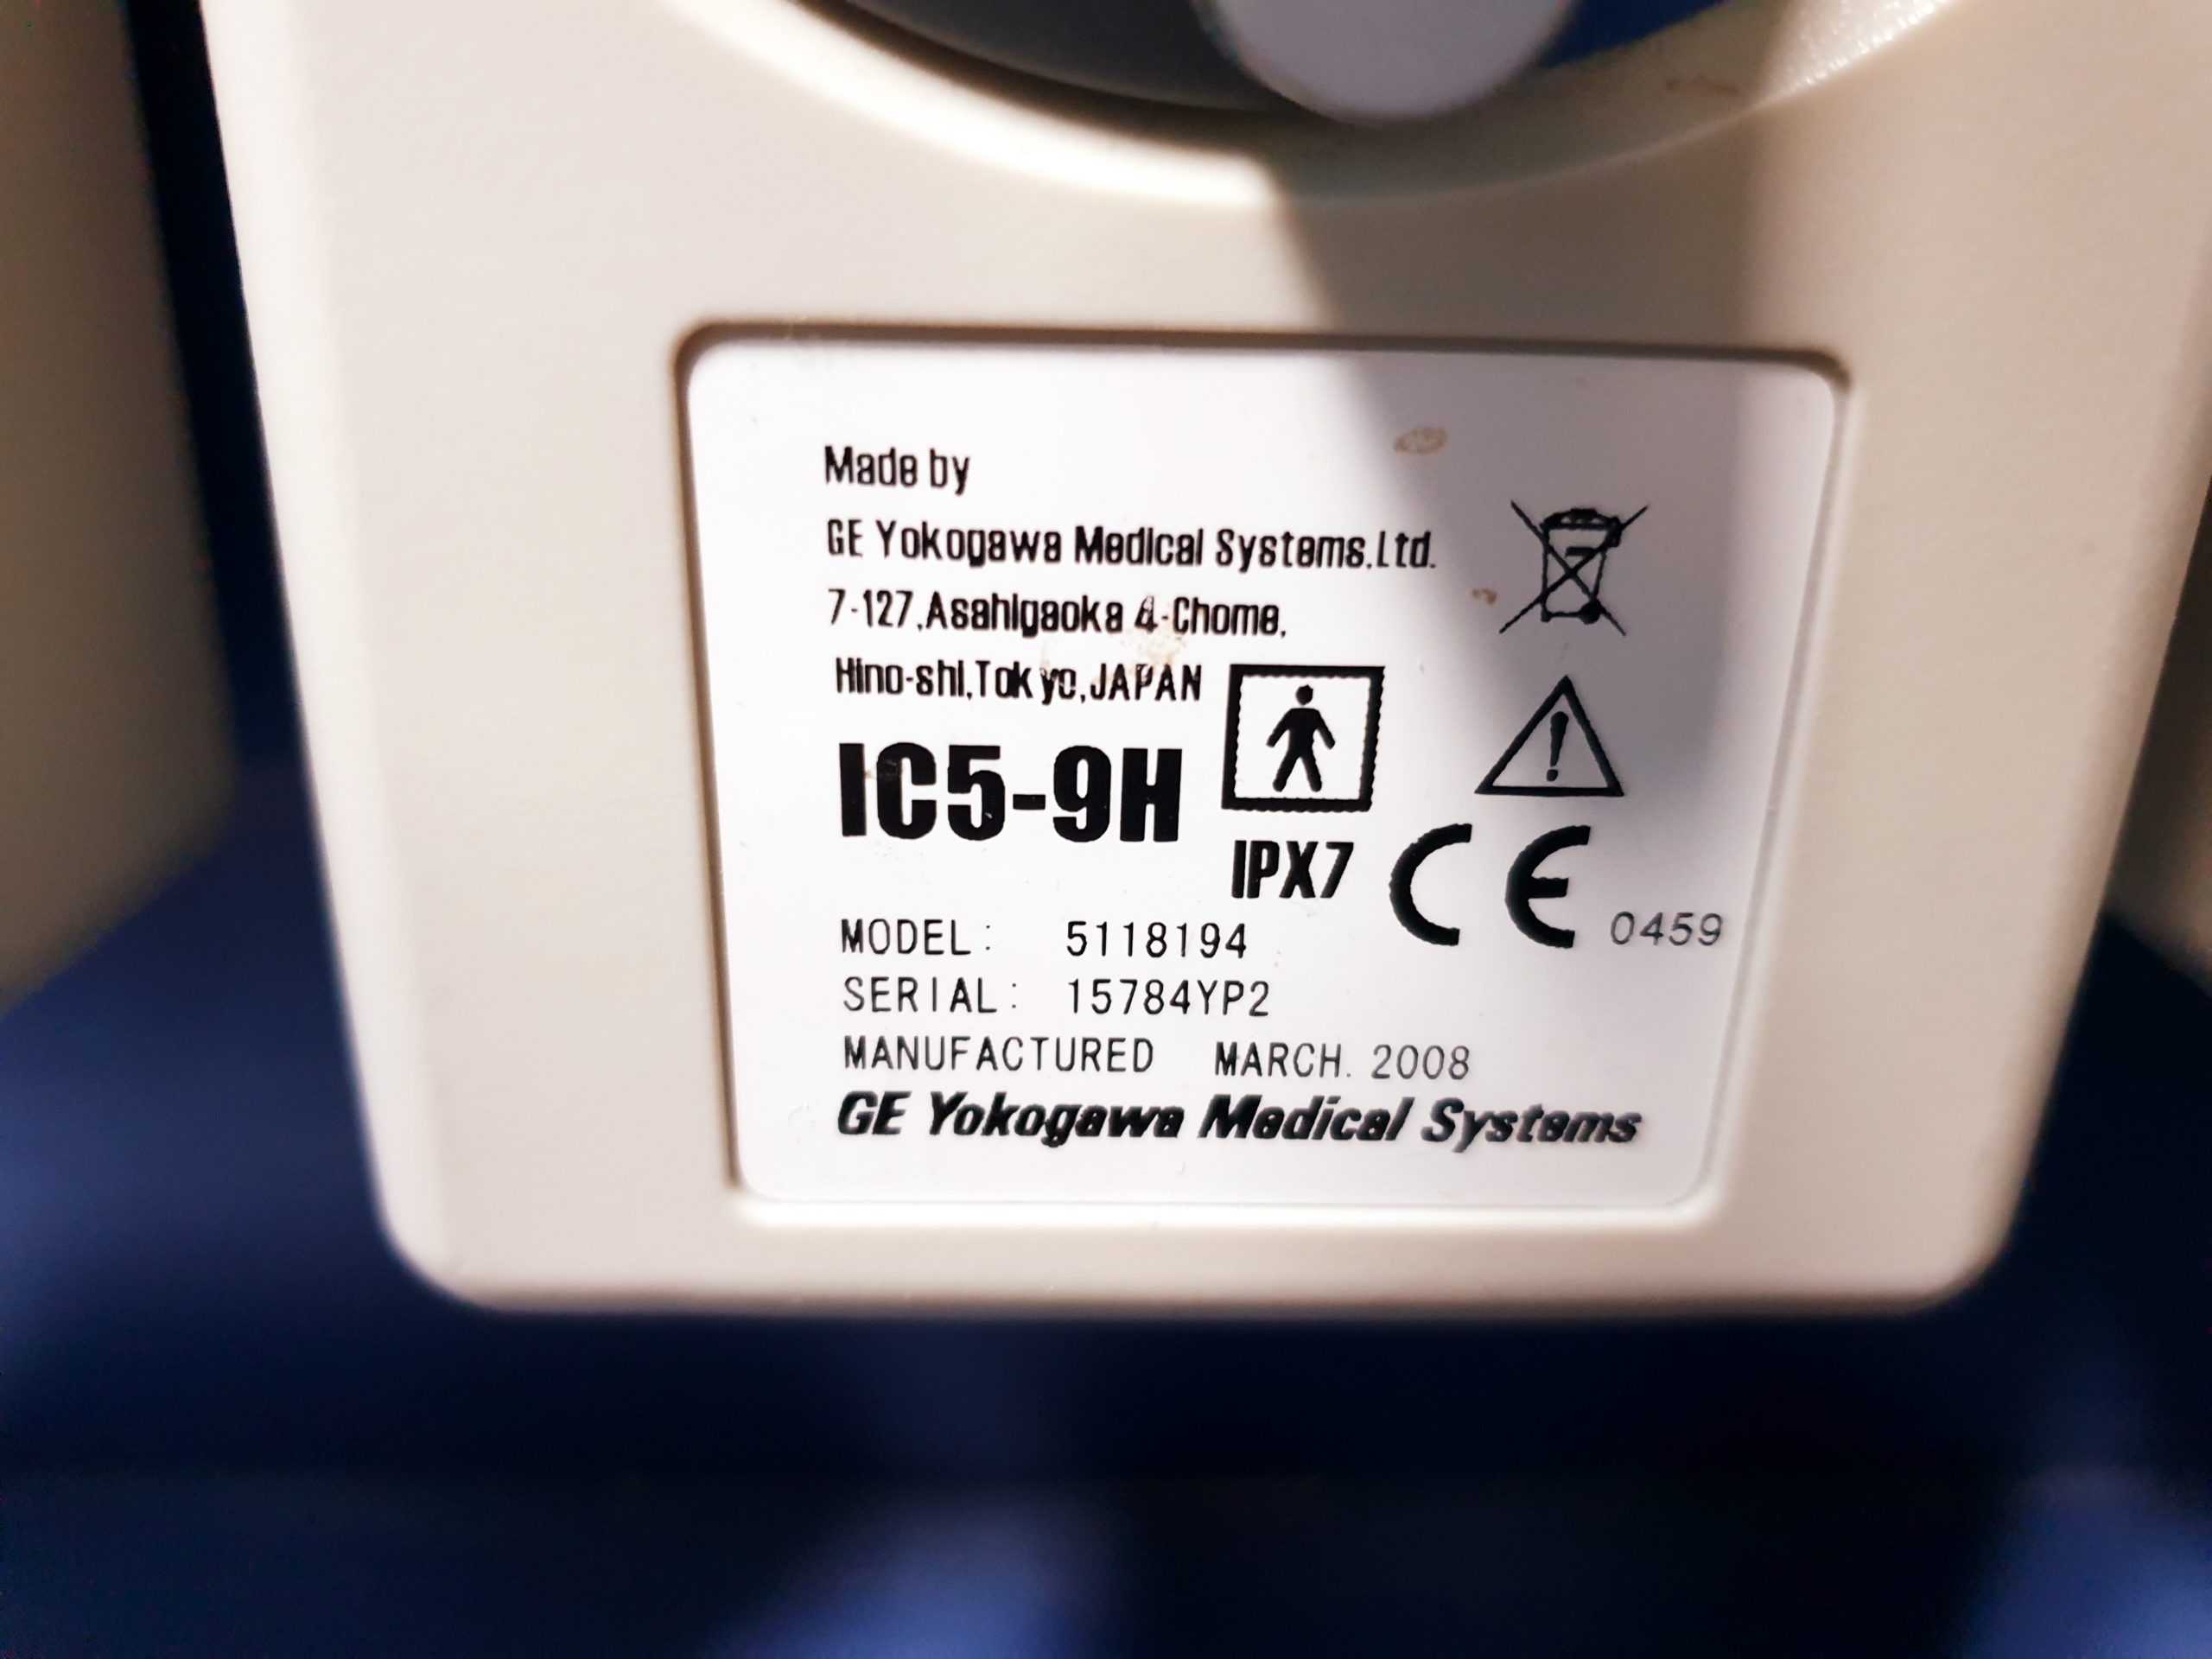 Made by
GE Yokogawa Medical Systems,Ltd.
7-127,Asahigaoka 4-Chome,
Hino-shi,Tokyo,JAPAN
IC5-9H
IPX7
CE 0459
MODEL: 5118194
SERIAL: 15784YP2
MANUFACTURED MARCH. 2008
GE Yokogawa Medical Systems